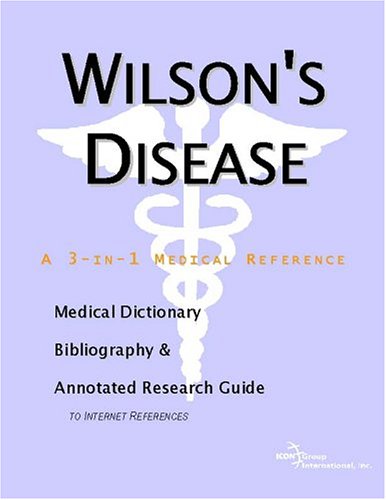 WILSON'S
DISEASE
A 3-IN-1 MEDICAL REFERENCE
Medical Dictionary
Bibliography &
Annotated Research Guide
TO INTERNET REFERENCES
ICON Group
International, Inc.